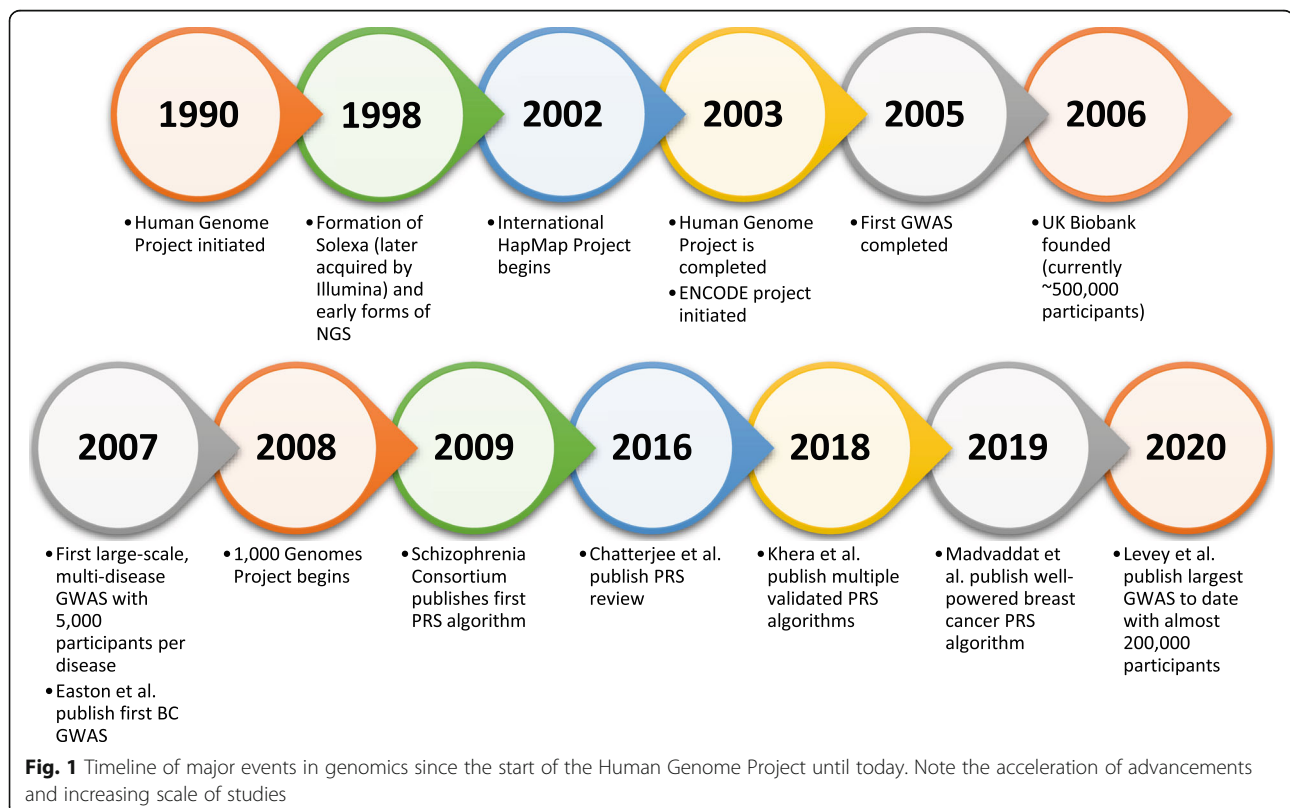 1990
1998
2002
2003
2005
2006
•Human Genome
Project initiated
•Formation of
Solexa (later
acquired by
Illumina) and
early forms of
NGS
•International
HapMap Project
begins
•Human Genome
Project is
completed
•ENCODE project
initiated
•First GWAS
completed
•UK Biobank
founded
(currently
~500,000
participants)
2007
2008
2009
2016
2018
2019
2020
•First large-scale,
multi-disease
GWAS with
5,000
participants per
disease
•Easton et al.
publish first BC
GWAS
•1,000 Genomes
Project begins
•Schizophrenia
Consortium
publishes first
PRS algorithm
•Chatterjee et al.
publish PRS
review
•Khera et al.
publish multiple
validated PRS
algorithms
•Madvaddat et
al. publish well-
powered breast
cancer PRS
algorithm
•Levey et al.
publish largest
GWAS to date
with almost
200,000
participants
Fig. 1 Timeline of major events in genomics since the start of the Human Genome Project until today. Note the acceleration of advancements
and increasing scale of studies